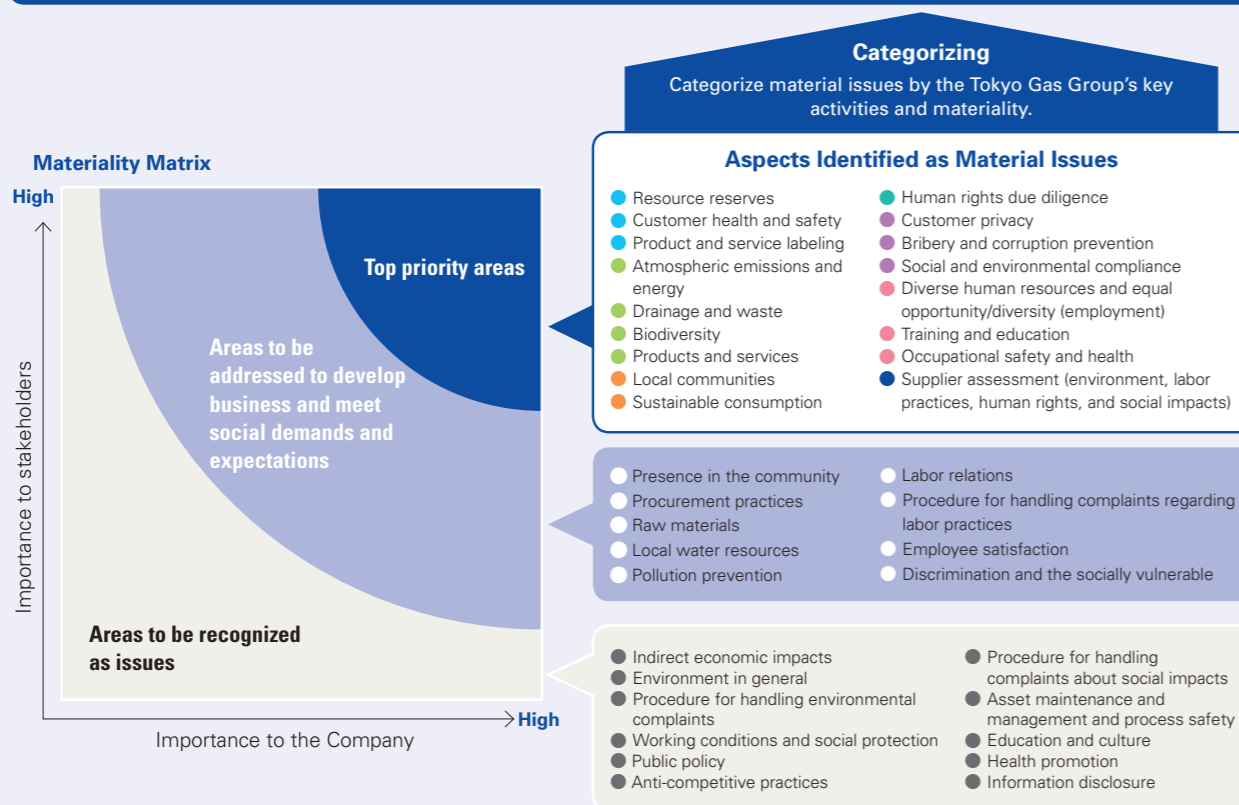 Categorizing
Categorize material issues by the Tokyo Gas Group's key
activities and materiality.
Materiality Matrix
High
Importance to stakeholders
Top priority areas
Areas to be
addressed to develop
business and meet
social demands and
expectations
Areas to be recognized
as issues
High
Importance to the Company
Aspects Identified as Material Issues
Resource reserves
Customer health and safety
Product and service labeling
Atmospheric emissions and
energy
Drainage and waste
Biodiversity
Products and services
Local communities
Sustainable consumption
Human rights due diligence
Customer privacy
Bribery and corruption prevention
Social and environmental compliance
Diverse human resources and equal
opportunity/diversity (employment)
Training and education
Occupational safety and health
Supplier assessment (environment, labor
practices, human rights, and social impacts)
Presence in the community
Procurement practices
Raw materials
Local water resources
Pollution prevention
Labor relations
Procedure for handling complaints regarding
labor practices
Employee satisfaction
Discrimination and the socially vulnerable
Indirect economic impacts
Environment in general
Procedure for handling environmental
complaints
Working conditions and social protection
Public policy
Anti-competitive practices
Procedure for handling
complaints about social impacts
Asset maintenance and
management and process safety
Education and culture
Health promotion
Information disclosure